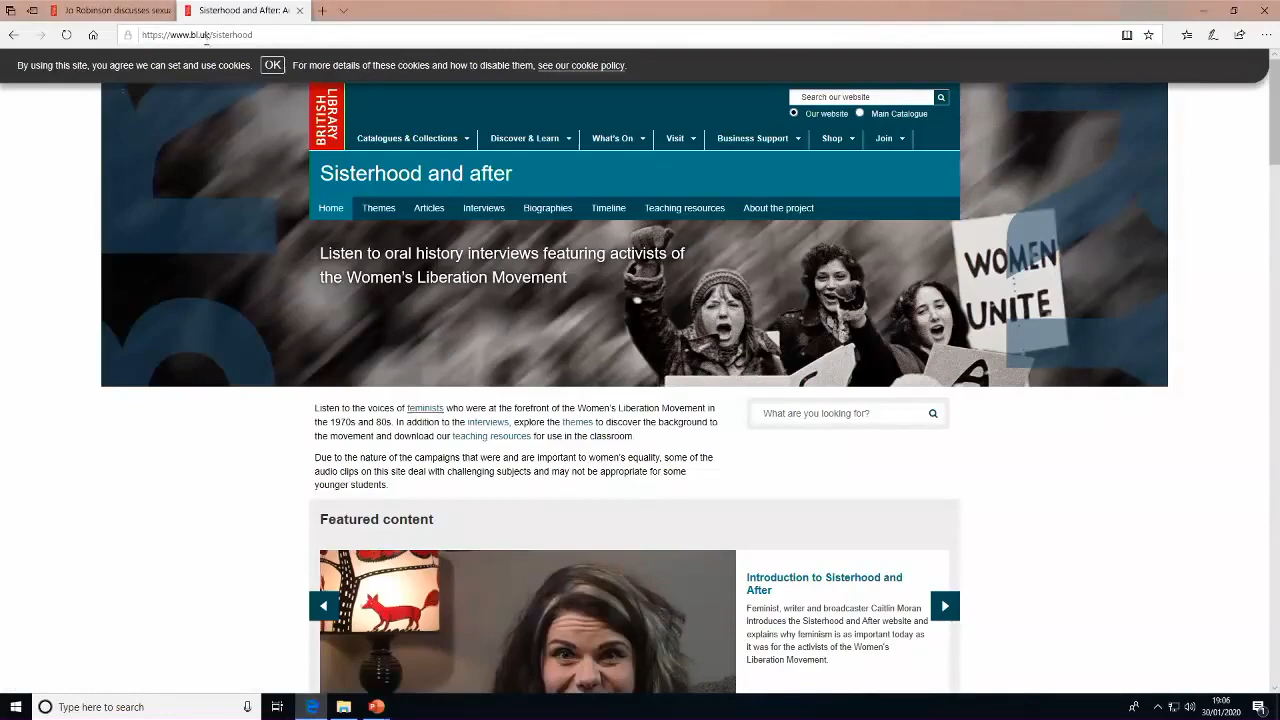 Jo Robinson discusses sexu
Sisterhood and After: A
https://www.bl.uk/sisterhood
By using this site, you agree we can set and use cookies. OK For more details of these cookies and how to disable them, see our cookie policy.
BRITISH
LIBRARY
Search our website
Our website Main Catalogue
Catalogues & Collections Discover & Learn What's On Visit Business Support Shop Join
Sisterhood and after
Home Themes Articles Interviews Biographies Timeline Teaching resources About the project
Listen to oral history interviews featuring activists of
the Women's Liberation Movement
WOMEN
UNITE
Listen to the voices of feminists who were at the forefront of the Women's Liberation Movement in
the 1970s and 80s. In addition to the interviews, explore the themes to discover the background to
the movement and download our teaching resources for use in the classroom.
Due to the nature of the campaigns that were and are important to women's equality, some of the
audio clips on this site deal with challenging subjects and may not be appropriate for some
younger students.
What are you looking for?
Featured content
Introduction to Sisterhood and
After
Feminist, writer and broadcaster Caitlin Moran
introduces the Sisterhood and After website and
explains why feminism is as important today as
it was for the activists of the Women's
Liberation Movement.
Type here to search
19:06
30/01/2020